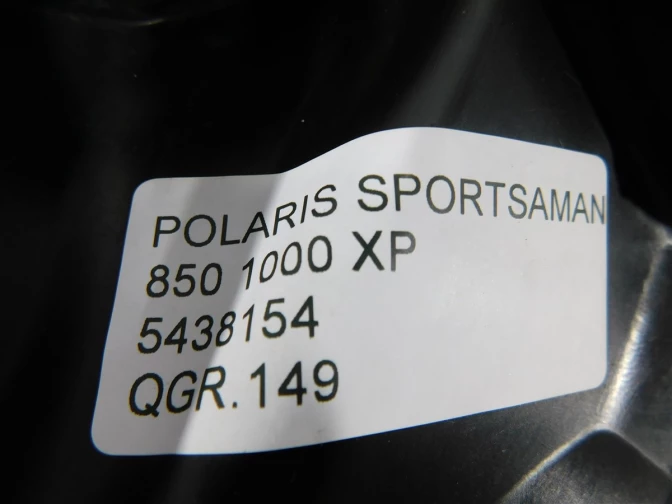 POLARIS SPORTSAMAN
850 1000 XP
5438154
QGR.149